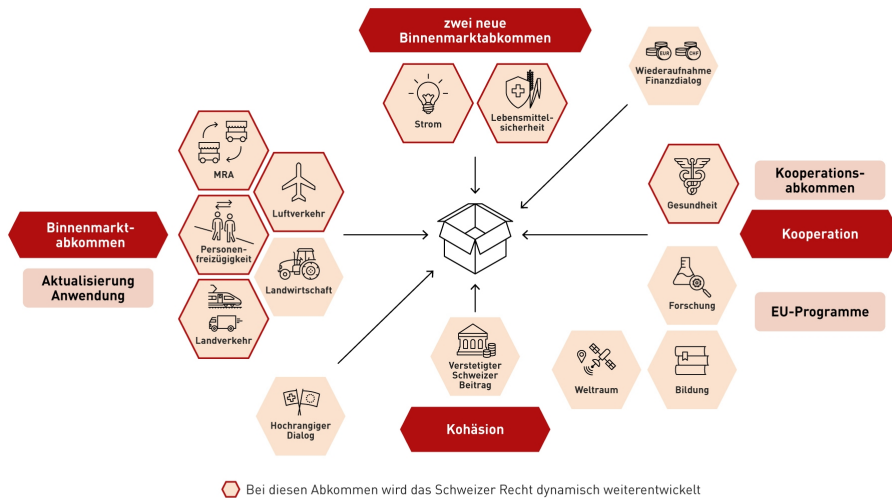 zwei neue
Binnenmarktabkommen
EUR
CHF
Wiederaufnahme
Finanzdialog
Strom
Lebensmittel-
sicherheit
MRA
Luftverkehr
Gesundheit
Kooperations-
abkommen
Binnenmarkt-
abkommen
Personen-
freizügigkeit
Kooperation
Aktualisierung
Anwendung
Landwirtschaft
Forschung
EU-Programme
Landverkehr
Verstetigter
Schweizer
Beitrag
Weltraum
Bildung
Hochrangiger
Dialog
Kohäsion
Bei diesen Abkommen wird das Schweizer Recht dynamisch weiterentwickelt